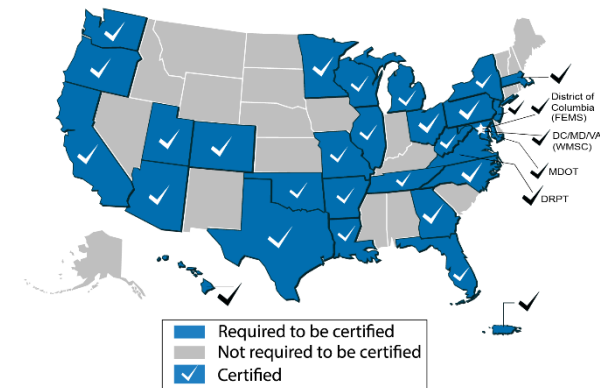 District of
Columbia
(FEMS)
DC/MD/VA
(WMSC)
MDOT
DRPT
Required to be certified
Not required to be certified
Certified